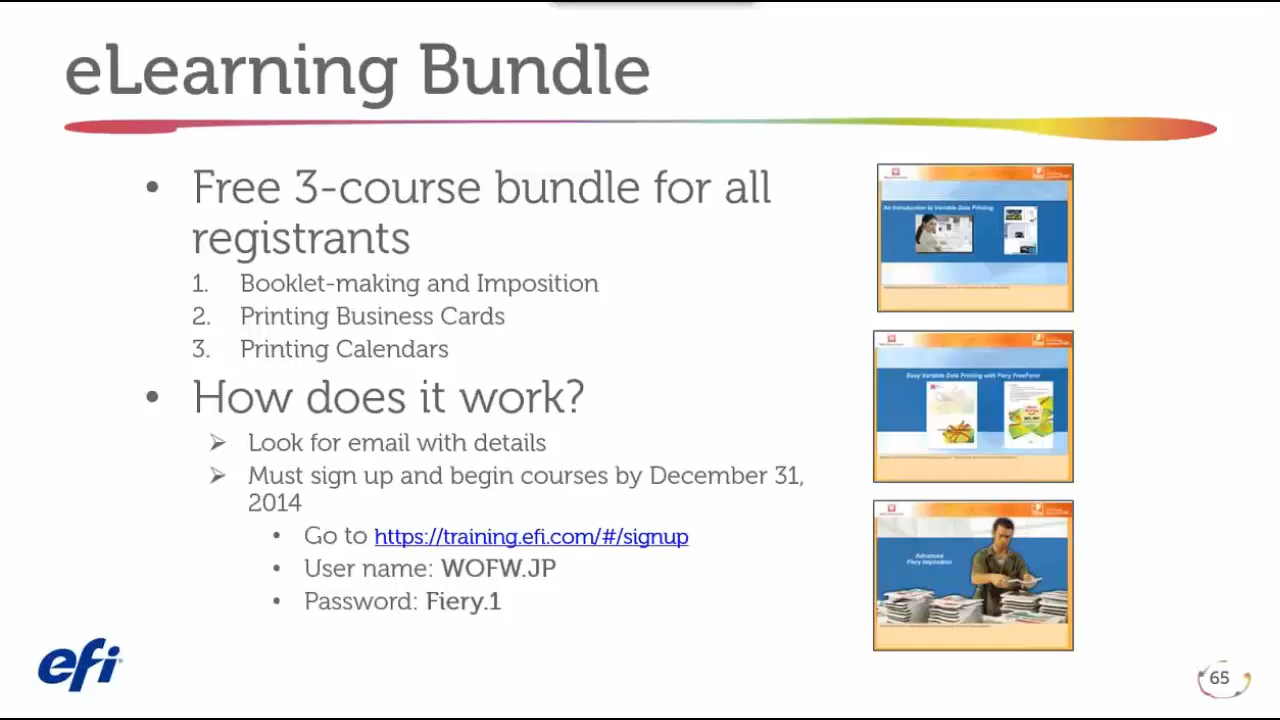 eLearning Bundle
• Free 3-course bundle for all
registrants
1. Booklet-making and Imposition
2. Printing Business Cards
3. Printing Calendars
• How does it work?
➢ Look for email with details
➢ Must sign up and begin courses by December 31,
2014
• Go to https://training.efi.com/#/signup
• User name: WOFW.JP
• Password: Fiery.1
An Introduction to Variable Data Printing
Easy Variable Data Printing with Fiery FreeForm
Advanced
Fiery Imposition
efi
65